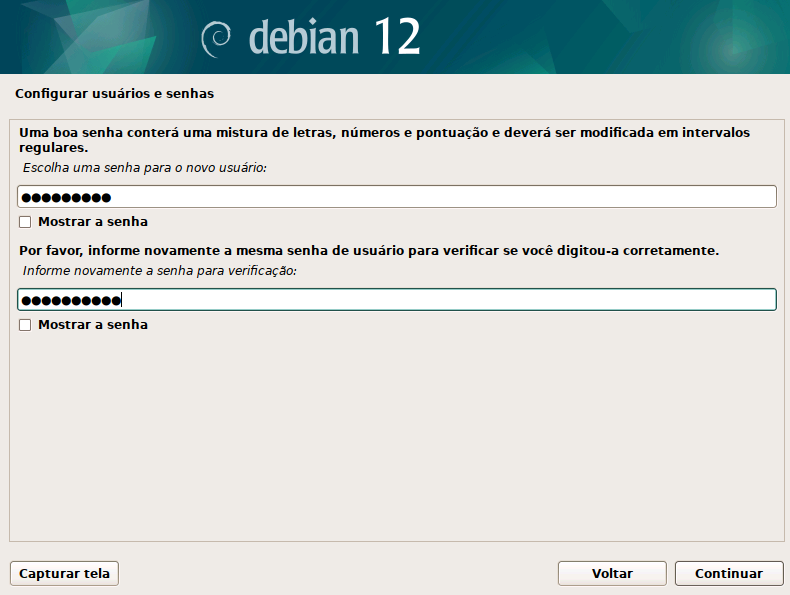 debian 12
Configurar usuários e senhas
Uma boa senha conterá uma mistura de letras, números e pontuação e deverá ser modificada em intervalos
regulares.
Escolha uma senha para o novo usuário:
●●●●●●●●●
Mostrar a senha
Por favor, informe novamente a mesma senha de usuário para verificar se você digitou-a corretamente.
Informe novamente a senha para verificação:
●●●●●●●●●●
Mostrar a senha
Capturar tela
Voltar
Continuar